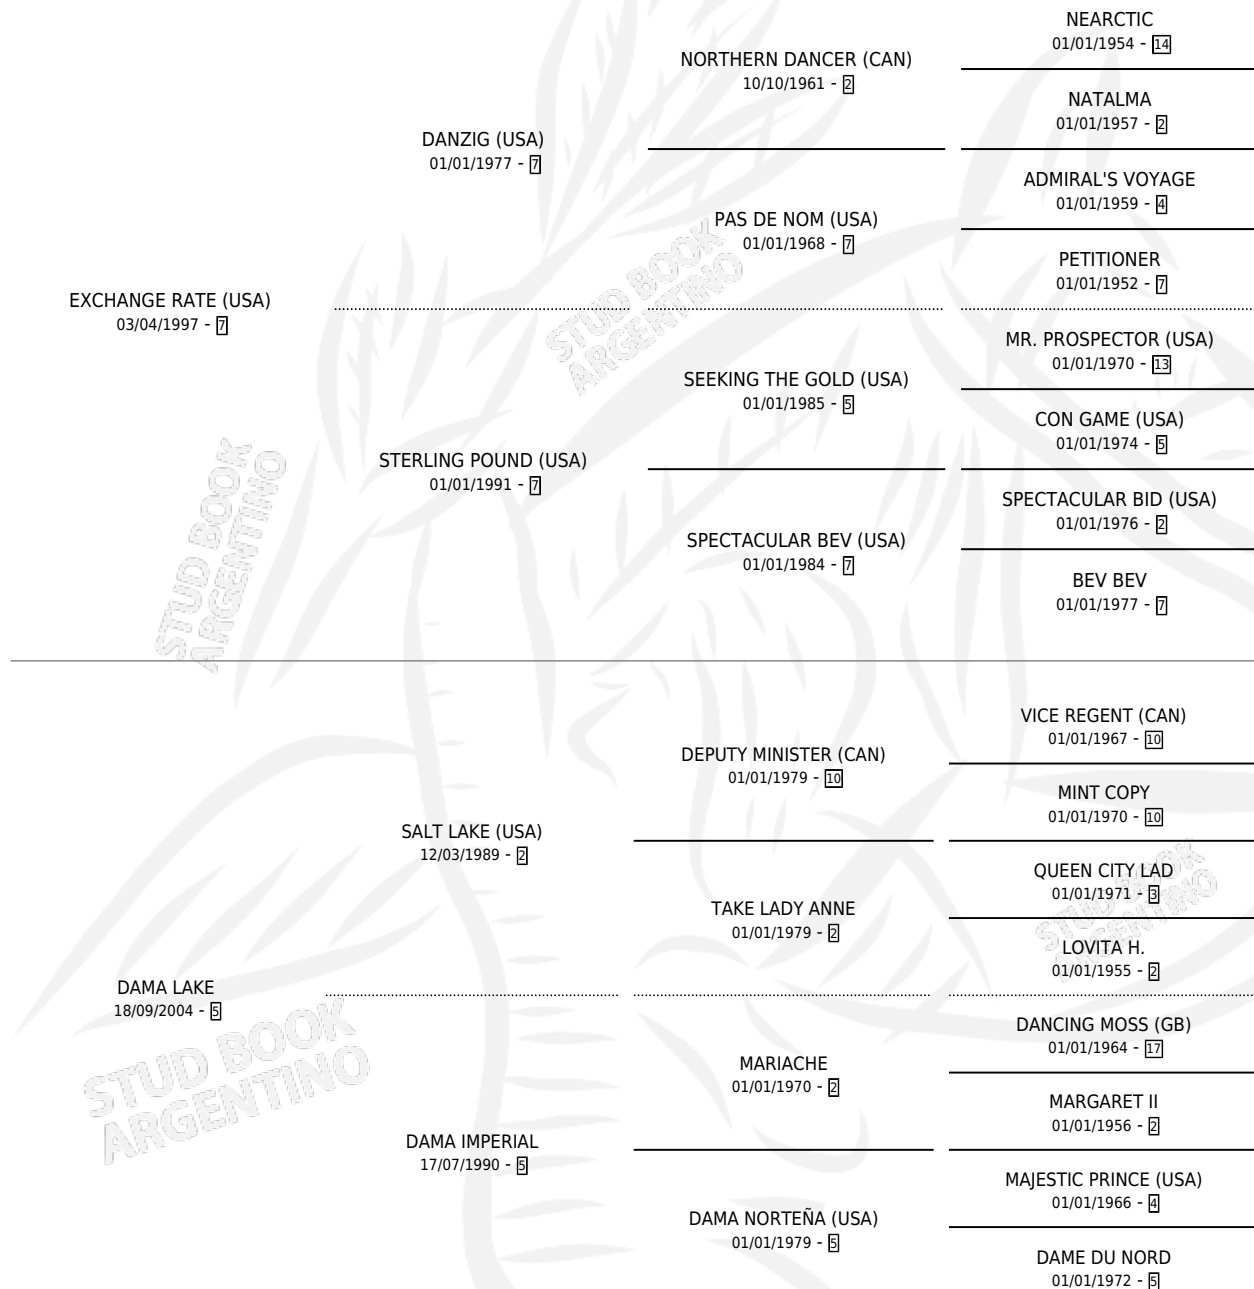 NEARCTIC
01/01/1954 - 14
NORTHERN DANCER (CAN)
10/10/1961 - 2
NATALMA
01/01/1957 - 2
DANZIG (USA)
01/01/1977 - 7
ADMIRAL'S VOYAGE
01/01/1959 - 4
PAS DE NOM (USA)
01/01/1968 - 7
PETITIONER
01/01/1952 - 7
EXCHANGE RATE (USA)
03/04/1997 - 7
MR. PROSPECTOR (USA)
01/01/1970 - 13
SEEKING THE GOLD (USA)
01/01/1985 - 5
CON GAME (USA)
01/01/1974 - 5
STERLING POUND (USA)
01/01/1991 - 7
SPECTACULAR BID (USA)
01/01/1976 - 2
SPECTACULAR BEV (USA)
01/01/1984 - 7
BEV BEV
01/01/1977 - 7
VICE REGENT (CAN)
01/01/1967 - 10
DEPUTY MINISTER (CAN)
01/01/1979 - 10
MINT COPY
01/01/1970 - 10
SALT LAKE (USA)
12/03/1989 - 2
QUEEN CITY LAD
01/01/1971 - 3
TAKE LADY ANNE
01/01/1979 - 2
LOVITA H.
01/01/1955 - 2
DAMA LAKE
18/09/2004 - 5
DANCING MOSS (GB)
01/01/1964 - 17
MARIACHE
01/01/1970 - 2
MARGARET II
01/01/1956 - 2
DAMA IMPERIAL
17/07/1990 - 5
MAJESTIC PRINCE (USA)
01/01/1966 - 4
DAMA NORTEÑA (USA)
01/01/1979 - 5
DAME DU NORD
01/01/1972 - 5
STUD BOOK
ARGENTINO
STUD BOOK
ARGENTINO
STUD BOOK
ARGENTINO
STUD BOOK
ARGENTINO